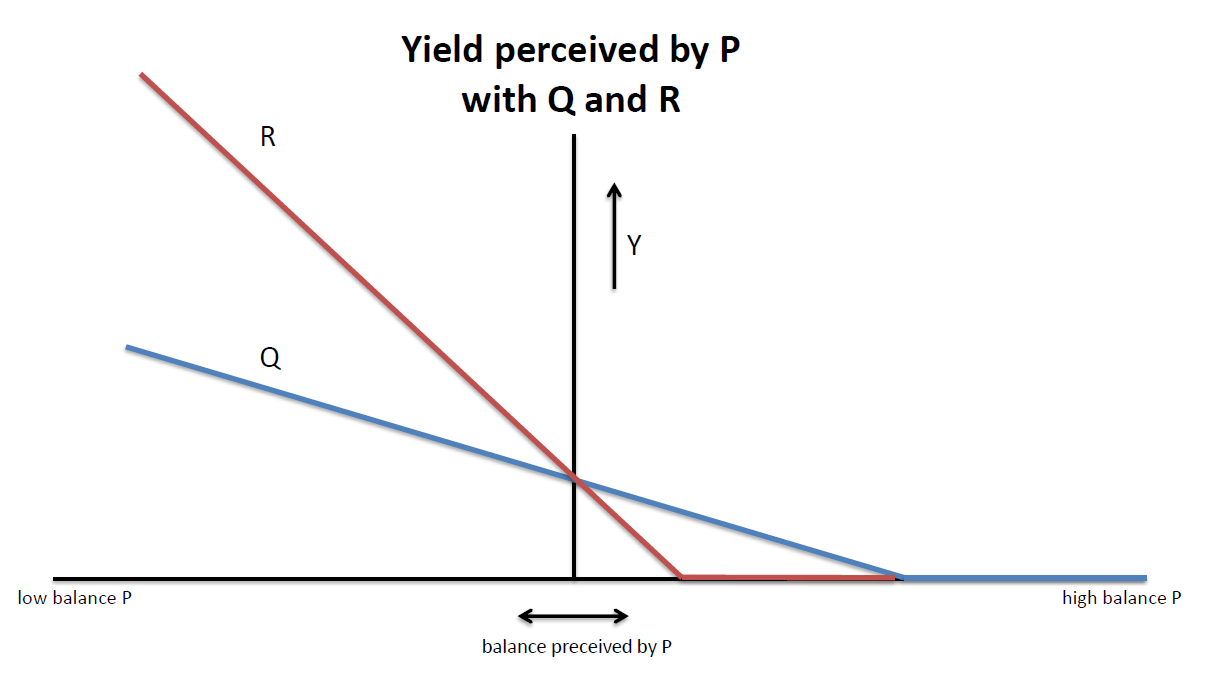 Yield perceived by P
with Q and R
R
Y
Q
low balance P
high balance P
balance preceived by P